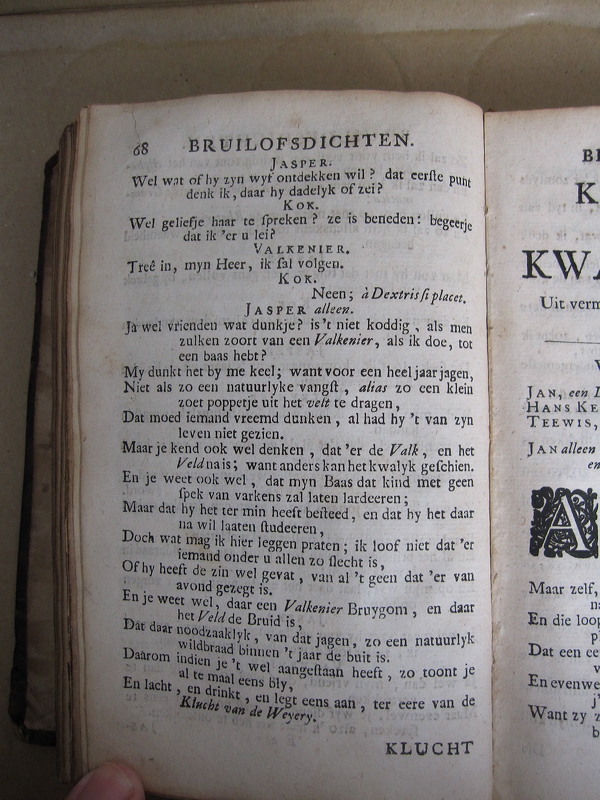 68 BRUILOFSDICHTEN.
JASPER.
Wel wat of hy zyn wyf ontdekken wil? dat eerſte punt
denk ik, daar hy dadelyk of zei?
KOK.
Wel geliefje haar te ſpreken? ze is beneden: begeerje
dat ik 'er u lei?
VALKENIER.
Treê in, myn Heer, ik ſal volgen.
KOK.
Neen; à Dextris ſi placet.
JASPER alleen.
Ja wel vrienden wat dunkje? is't niet koddig, als men
zulken zoort van een Valkenier, als ik doe, tot
een baas hebt?
My dunkt het by me keel; want voor een heel jaar jagen,
Niet als zo een natuurlyke vangſt, alias zo een klein
zoet poppetje uit het velt te dragen,
Dat moed iemand vreemd dunken, al had hy 't van zyn
leven niet gezien.
Maar je kend ook wel denken, dat 'er de Valk, en het
Veld na is; want anders kan het kwalyk geſchien.
En je weet ook wel, dat myn Baas dat kind met geen
ſpek van varkens zal laten lardeeren;
Maar dat hy het ter min heeft beſteed, en dat hy het daar
na wil laaten ſtudeeren,
Doch wat mag ik hier leggen praten; ik loof niet dat 'er
iemand onder u allen zo ſlecht is,
Of hy heeft de zin wel gevat, van al 't geen dat 'er van
avond gezegt is.
En je weet wel, daar een Valkenier Bruygom, en daar
het Veld de Bruid is,
Dat daar noodzaaklyk, van dat jagen, zo een natuurlyk
wildbraad binnen 't jaar de buit is.
Daarom indien je 't wel aangeſtaan heeft, zo toont je
al te maal eens bly,
En lacht, en drinkt, en legt eens aan, ter eere van de
Klucht van de Weyery.
KLUCHT
K
KWA
Uit verm
JAN, een
HANS KE
TEEWIS,
JAN alleen
en
A
Maar zelf,
En die loop
Dat een ee
En evenwe
Want zy z